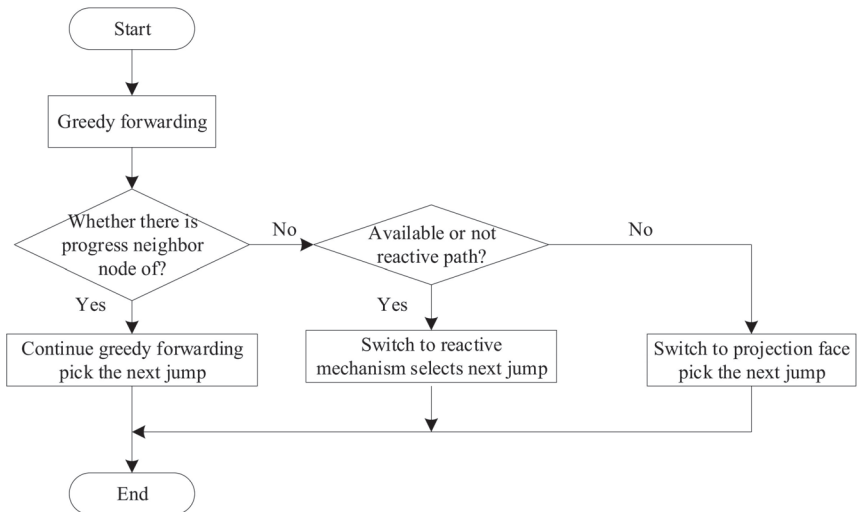 Start
Greedy forwarding
Whether there is
progress neighbor
node of?
No
Available or not
reactive path?
No
Yes
Yes
Continue greedy forwarding
pick the next jump
Switch to reactive
mechanism selects next jump
Switch to projection face
pick the next jump
End